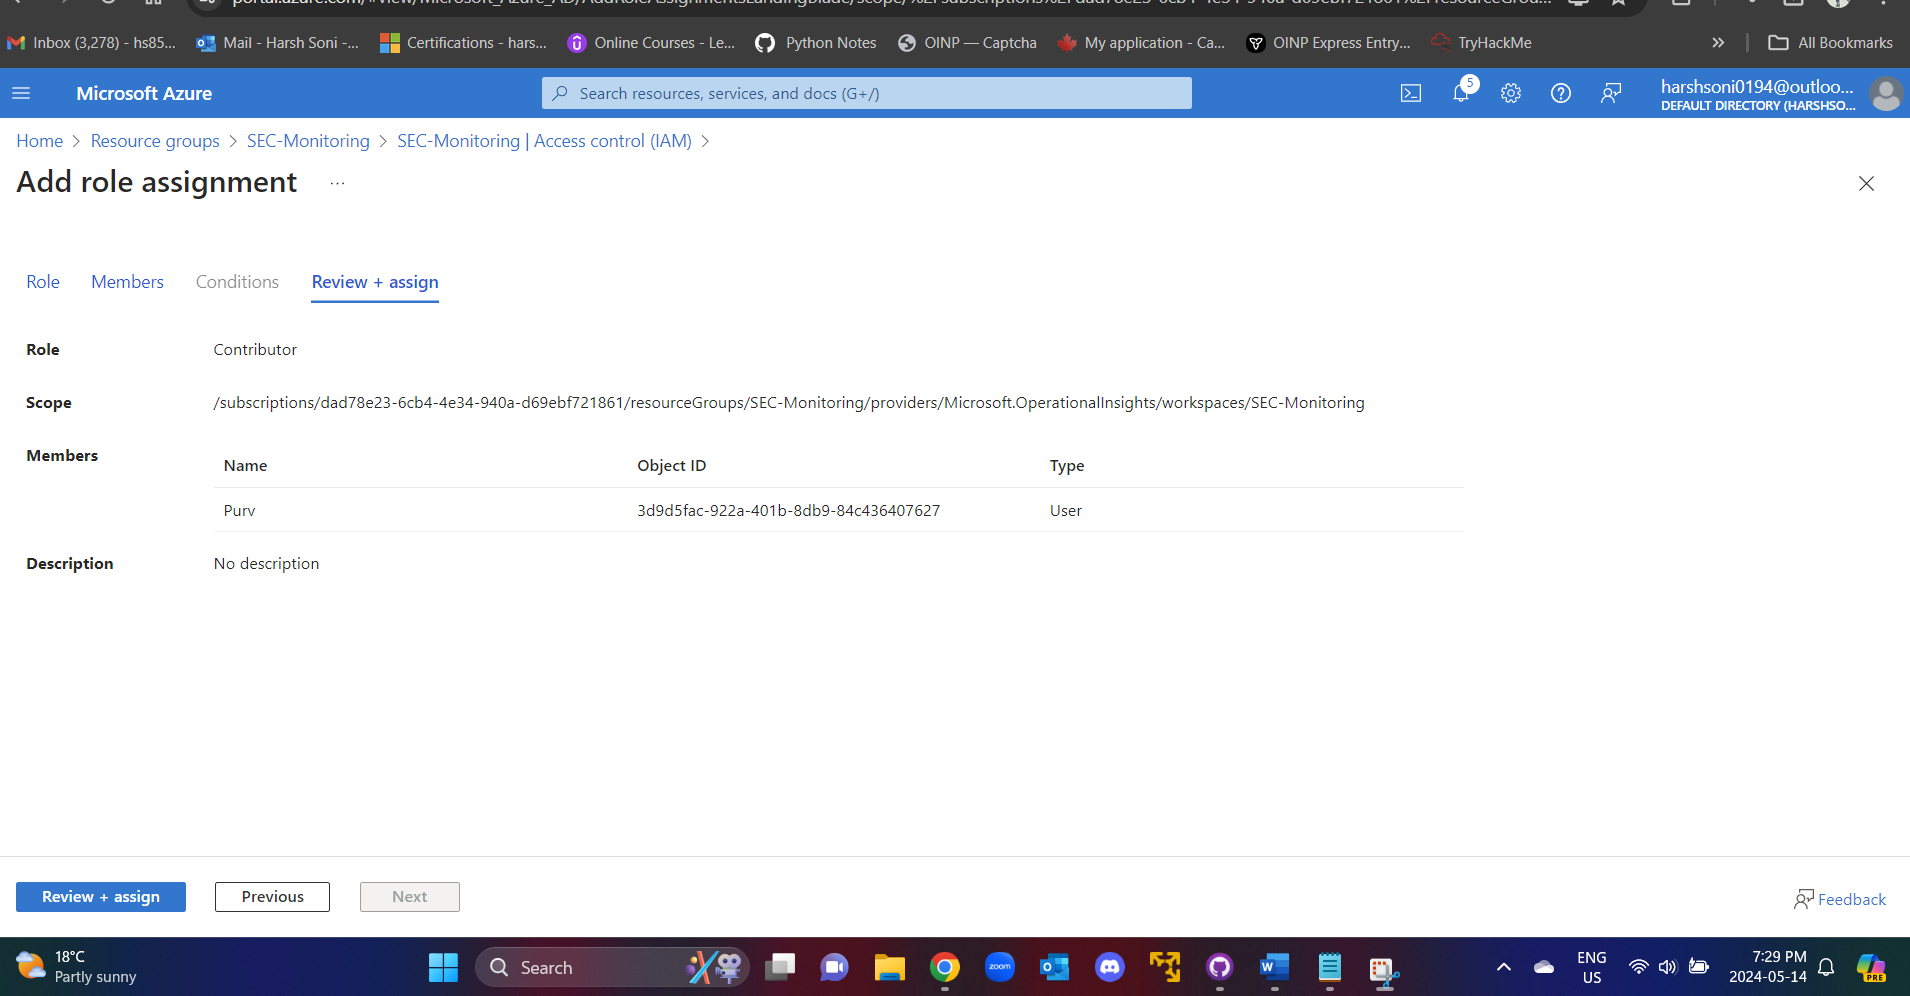 Inbox (3,278) - hs85... Mail - Harsh Soni -... Certifications - hars... Online Courses - Le... Python Notes OINP — Captcha My application - Ca... OINP Express Entry... TryHackMe » All Bookmarks
Microsoft Azure Search resources, services, and docs (G+/) 5 harshsoni0194@outloo...
DEFAULT DIRECTORY (HARSHSO...
Home > Resource groups > SEC-Monitoring > SEC-Monitoring | Access control (IAM) >
Add role assignment ...
Role Members Conditions Review + assign
Role Contributor
Scope /subscriptions/dad78e23-6cb4-4e34-940a-d69ebf721861/resourceGroups/SEC-Monitoring/providers/Microsoft.OperationalInsights/workspaces/SEC-Monitoring
Members
Name Object ID Type
Purv 3d9d5fac-922a-401b-8db9-84c436407627 User
Description No description
Review + assign Previous Next Feedback
18°C
Partly sunny
Search
zoom
PRE
ENG
US
7:29 PM
2024-05-14